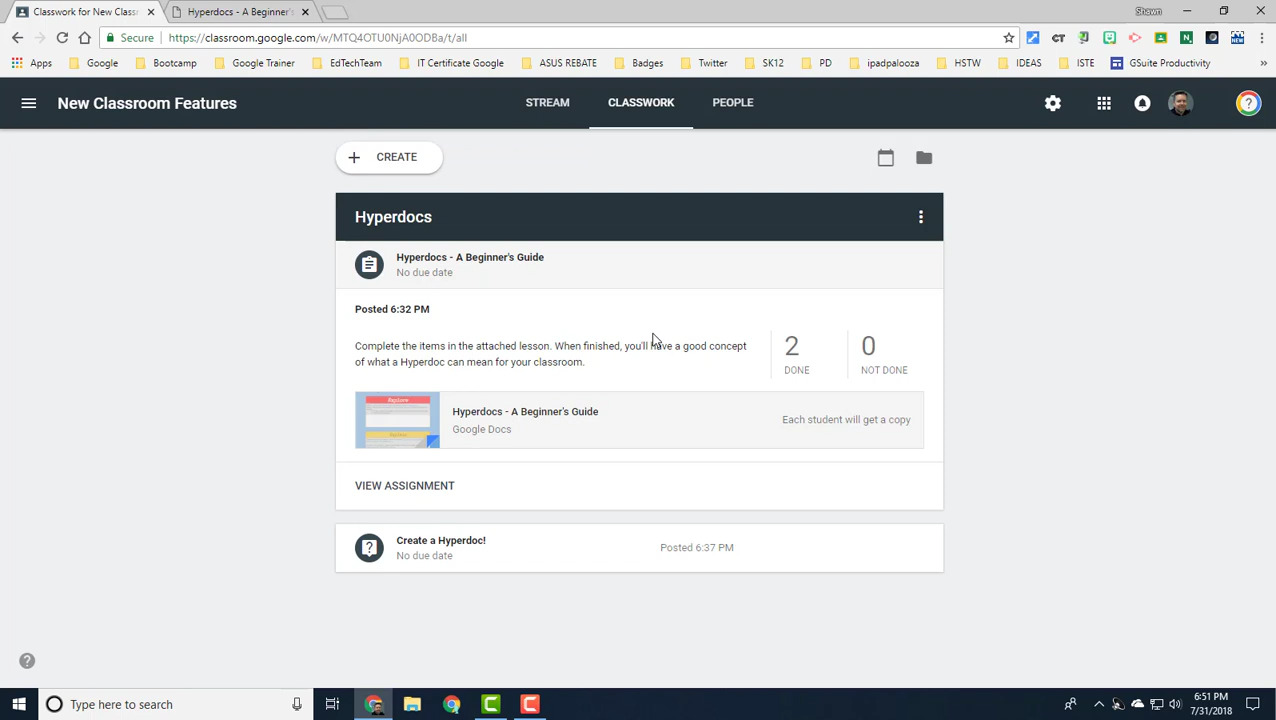 Classwork for New Classr
Hyperdocs - A Beginner's
Shawn
Secure
https://classroom.google.com/w/MTQ4OTU0NjA0ODBa/t/all
CT
N
NEW
Apps
Google
Bootcamp
Google Trainer
EdTechTeam
IT Certificate Google
ASUS REBATE
Badges
Twitter
SK12
PD
ipadpalooza
HSTW
IDEAS
ISTE
GSuite Productivity
New Classroom Features
STREAM
CLASSWORK
PEOPLE
CREATE
Hyperdocs
Hyperdocs - A Beginner's Guide
No due date
Posted 6:32 PM
Complete the items in the attached lesson. When finished, you'll have a good concept
of what a Hyperdoc can mean for your classroom.
2
DONE
0
NOT DONE
Explore
Hyperdocs - A Beginner's Guide
Google Docs
Each student will get a copy
VIEW ASSIGNMENT
Create a Hyperdoc!
No due date
Posted 6:37 PM
Type here to search
6:51 PM
7/31/2018